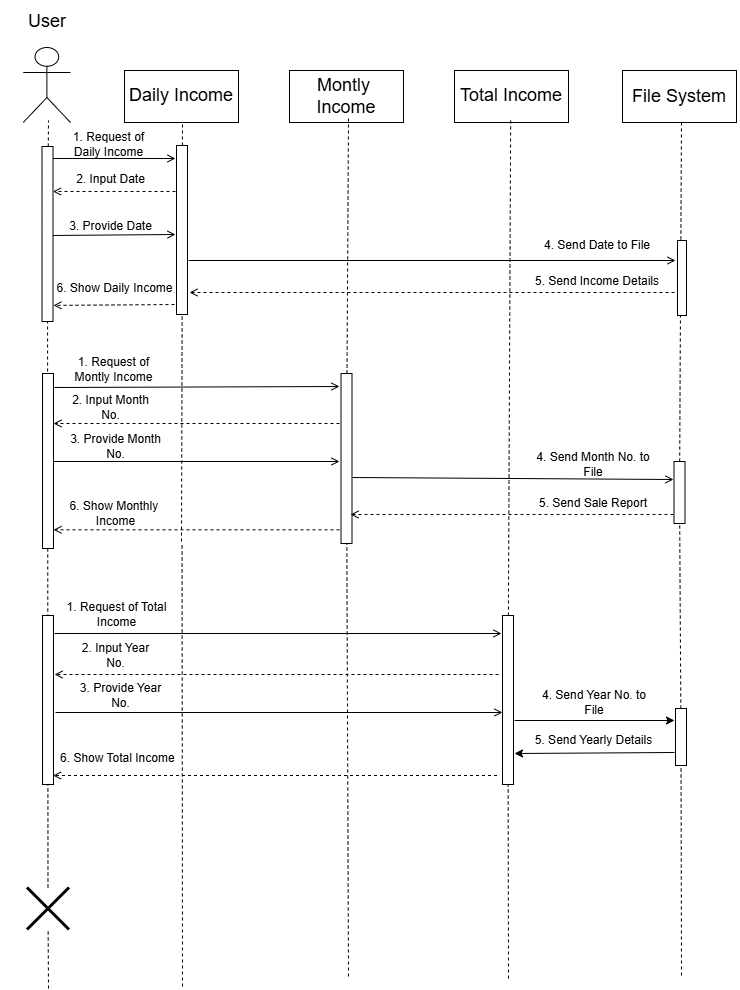 User
Daily Income
Montly
Income
Total Income
File System
1. Request of
Daily Income
2. Input Date
3. Provide Date
4. Send Date to File
5. Send Income Details
6. Show Daily Income
1. Request of
Montly Income
2. Input Month
No.
3. Provide Month
No.
4. Send Month No. to
File
5. Send Sale Report
6. Show Monthly
Income
1. Request of Total
Income
2. Input Year
No.
3. Provide Year
No.
4. Send Year No. to
File
5. Send Yearly Details
6. Show Total Income